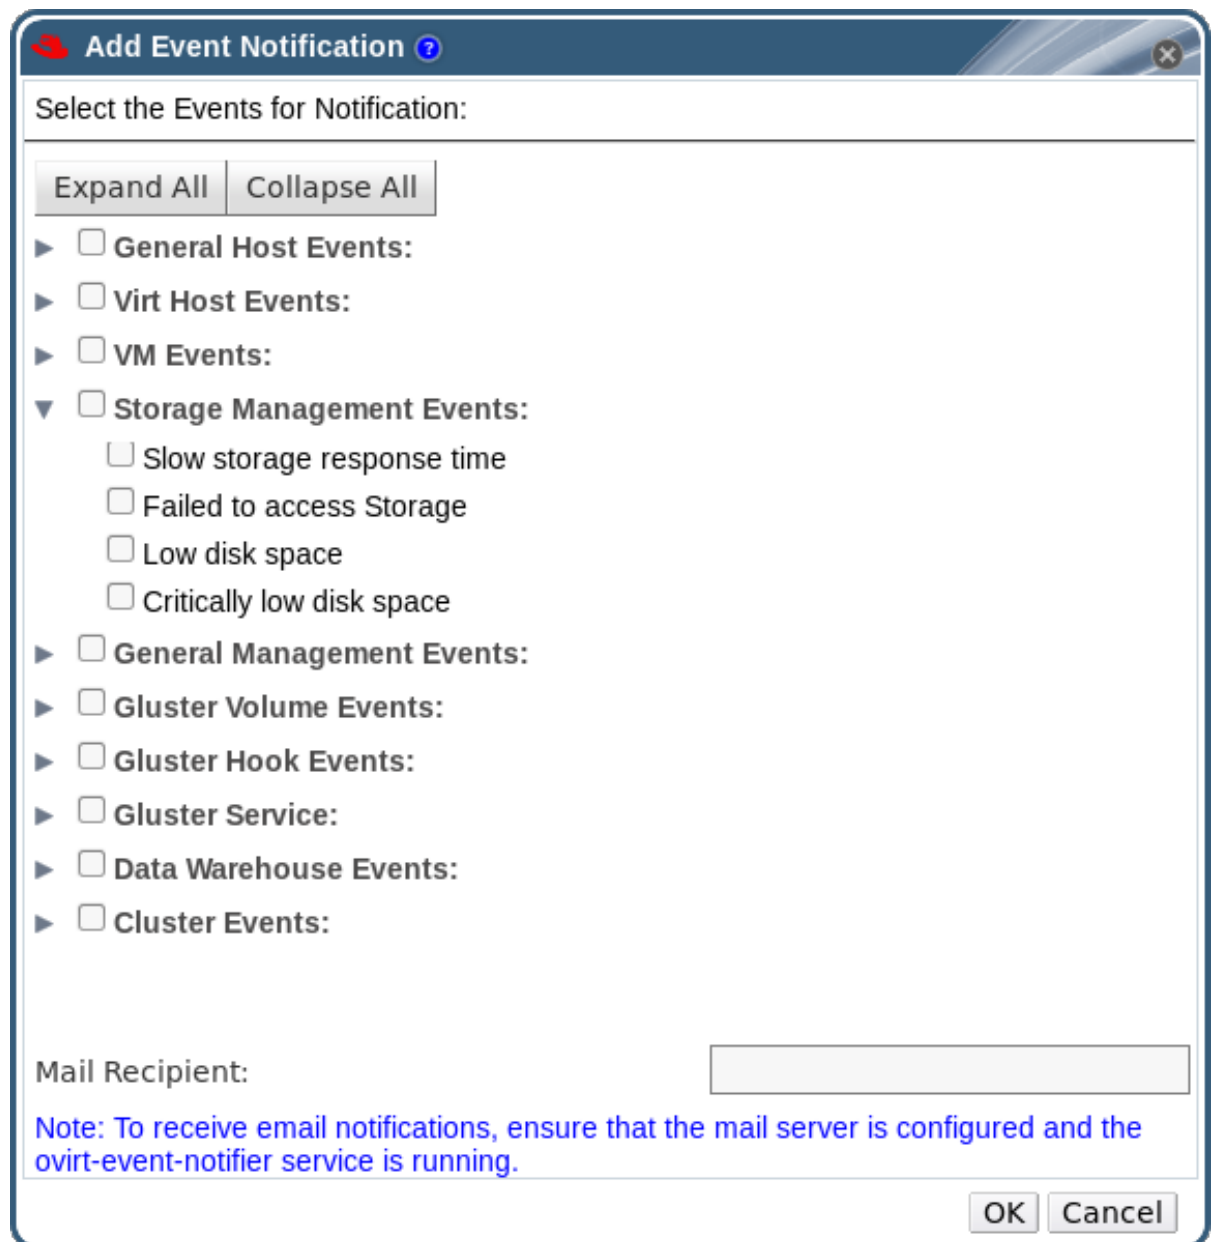 Add Event Notification ?
Select the Events for Notification:
Expand All Collapse All
General Host Events:
Virt Host Events:
VM Events:
Storage Management Events:
Slow storage response time
Failed to access Storage
Low disk space
Critically low disk space
General Management Events:
Gluster Volume Events:
Gluster Hook Events:
Gluster Service:
Data Warehouse Events:
Cluster Events:
Mail Recipient:
Note: To receive email notifications, ensure that the mail server is configured and the
ovirt-event-notifier service is running.
OK Cancel